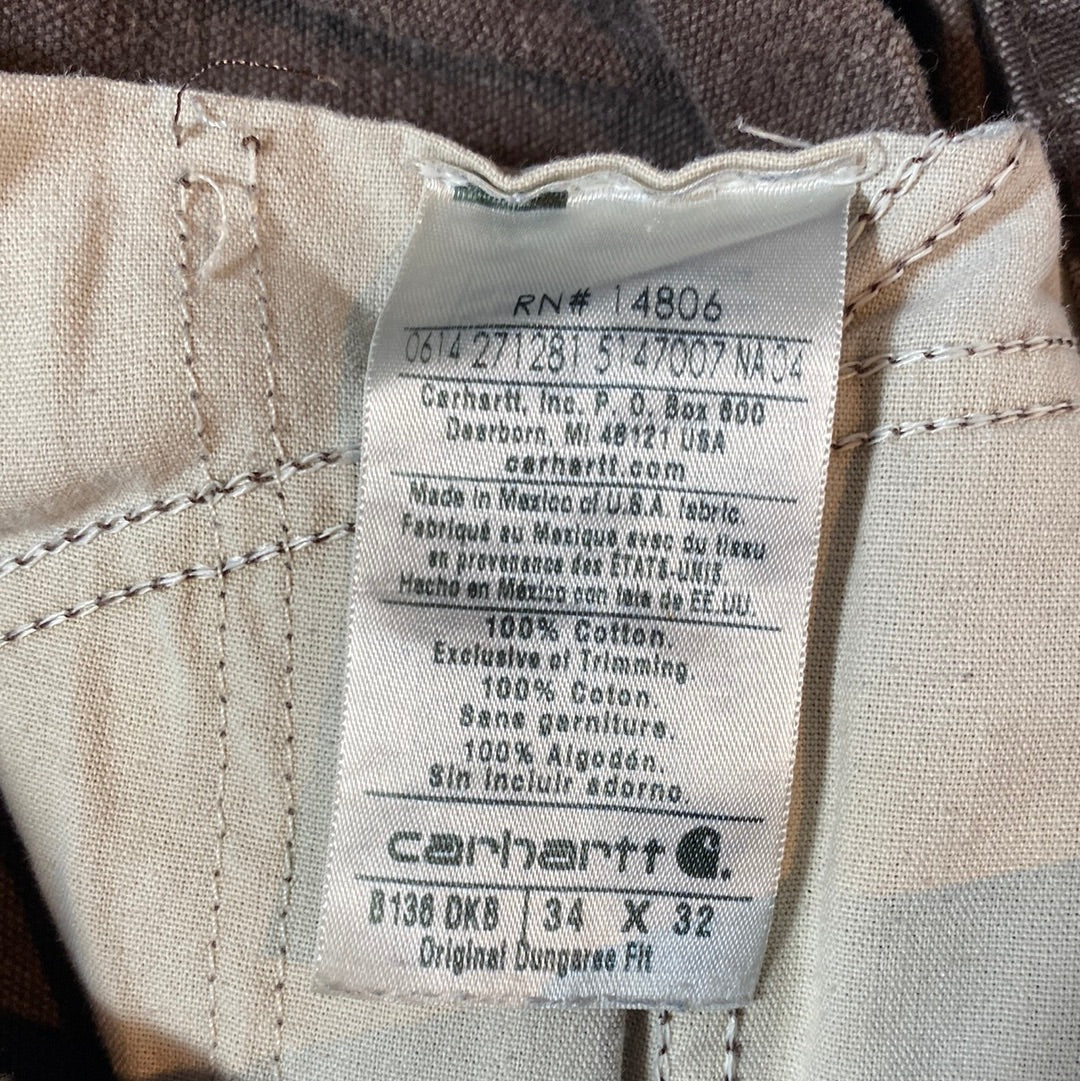 RN# 14806
0614 271281 5147007 NA 04
Carhartt, Inc. P. O. Box 600
Dearborn, MI 48121 USA
carhartt.com
Made in Mexico of U.S.A. fabric
Fabriqué au Mexique avec du tissu
en provenance des ÉTATS-UNIS
Hecho en México con tela de EE.UU.
100% Cotton.
Exclusive of Trimming.
100% Coton.
Sans garniture.
100% Algodón.
Sin incluir adorno.
carhartt
B136 DKB 34 X 32
Original Dungaree Fit